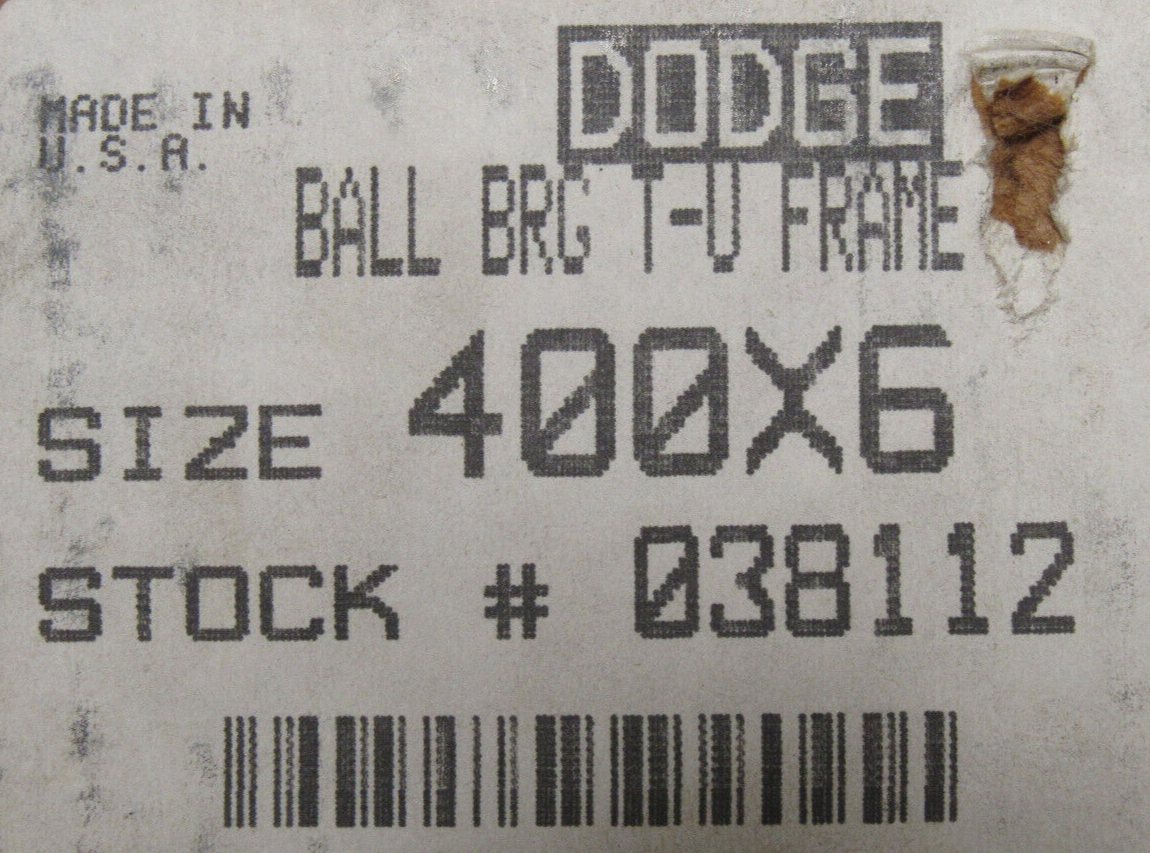 DODGE
MADE IN
U.S.A.
BALL BRG T-U FRAME
SIZE 400X6
STOCK # 038112